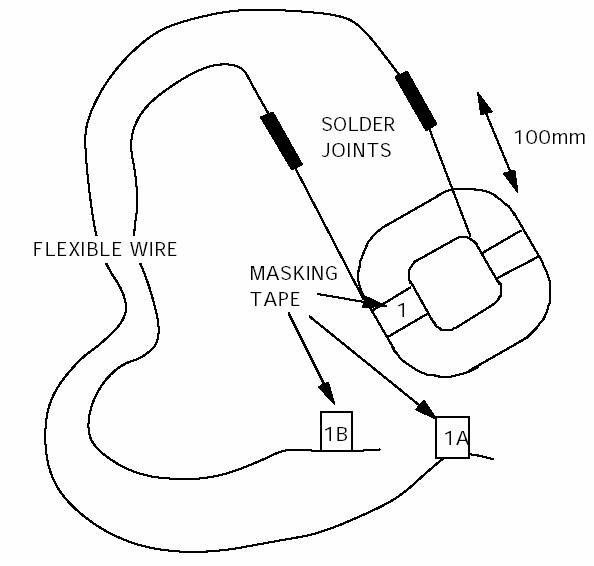 SOLDER
JOINTS
100mm
FLEXIBLE WIRE
MASKING
TAPE
1
1B
1A